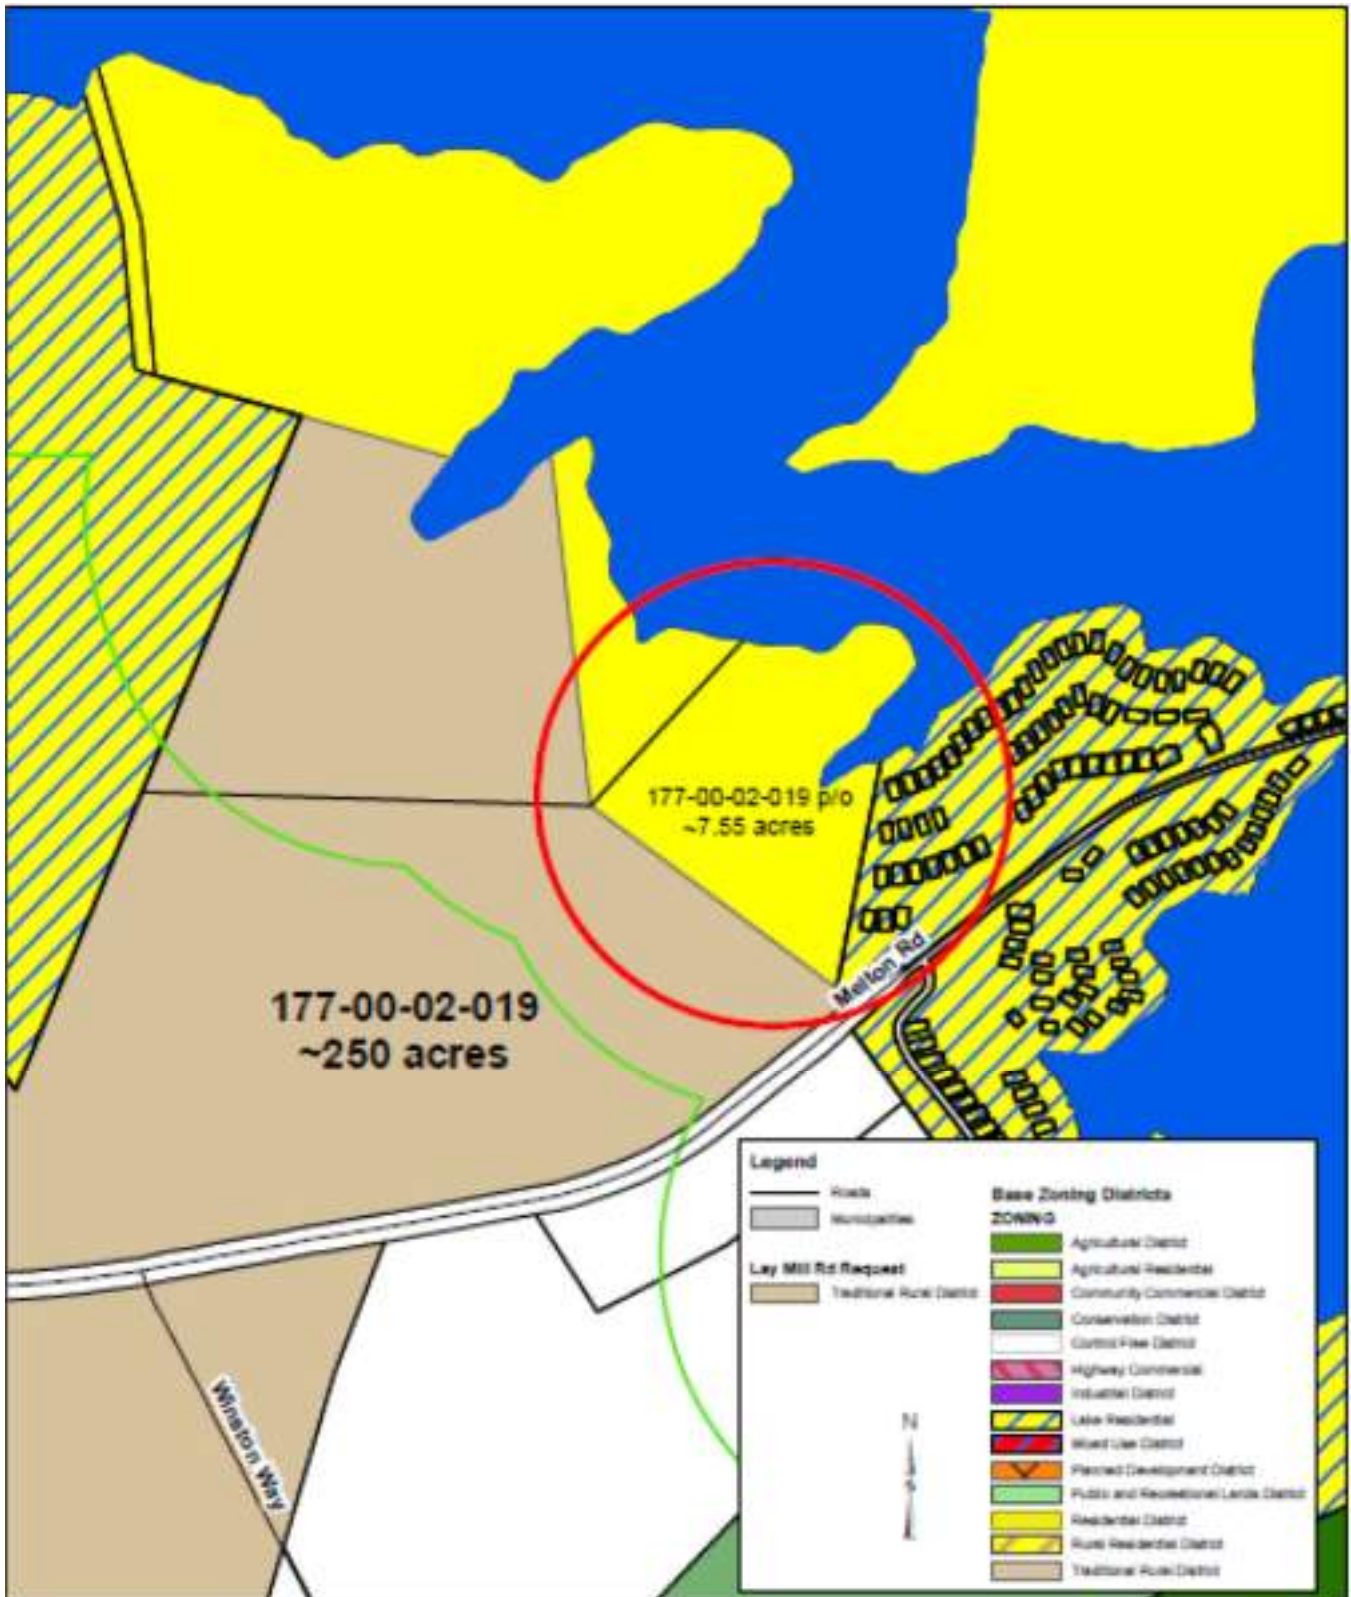 177-00-02-019 p/o
~7.55 acres
Melton Rd
177-00-02-019
~250 acres
Winston Way
Legend
Roads
Municipalities
Lay Mill Rd Request
Traditional Rural District
N
Base Zoning Districts
ZONING
Agricultural District
Agricultural Residential
Community Commercial District
Conservation District
Control Free District
Highway Commercial
Industrial District
Lake Residential
Mixed Use District
Planned Development District
Public and Recreational Lands District
Residential District
Rural Residential District
Traditional Rural District